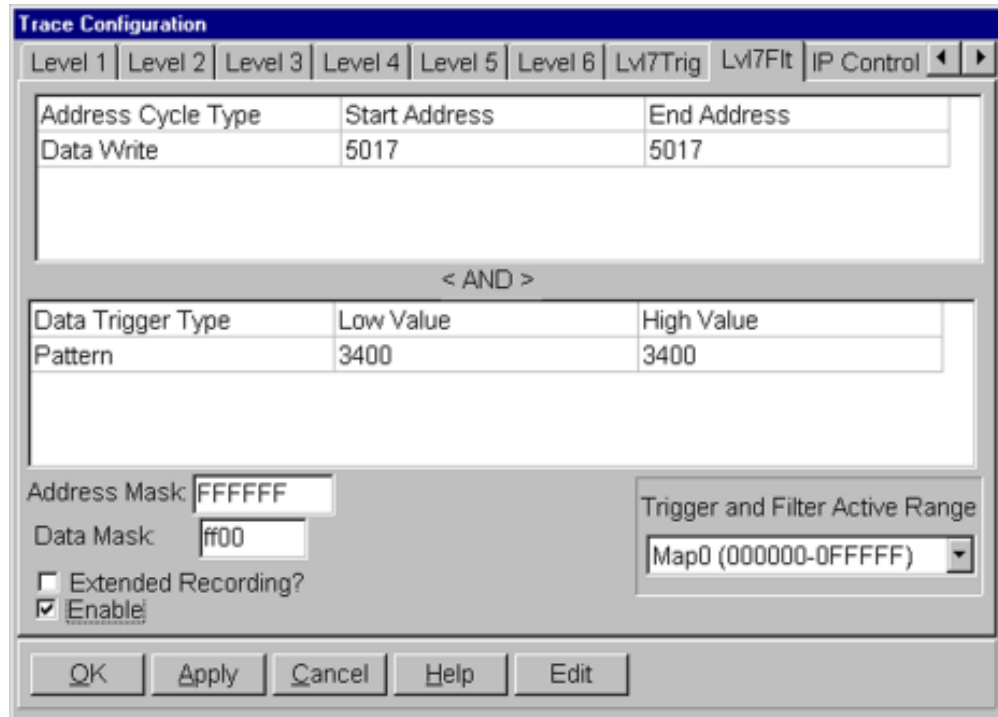 Trace Configuration
Level 1 Level 2 Level 3 Level 4 Level 5 Level 6 Lvl7Trig Lvl7Flt IP Control
Address Cycle Type Start Address End Address
Data Write 5017 5017
< AND >
Data Trigger Type Low Value High Value
Pattern 3400 3400
Address Mask: FFFFFF
Data Mask: ff00
Extended Recording?
Enable
Trigger and Filter Active Range
Map0 (000000-0FFFFF)
OK Apply Cancel Help Edit